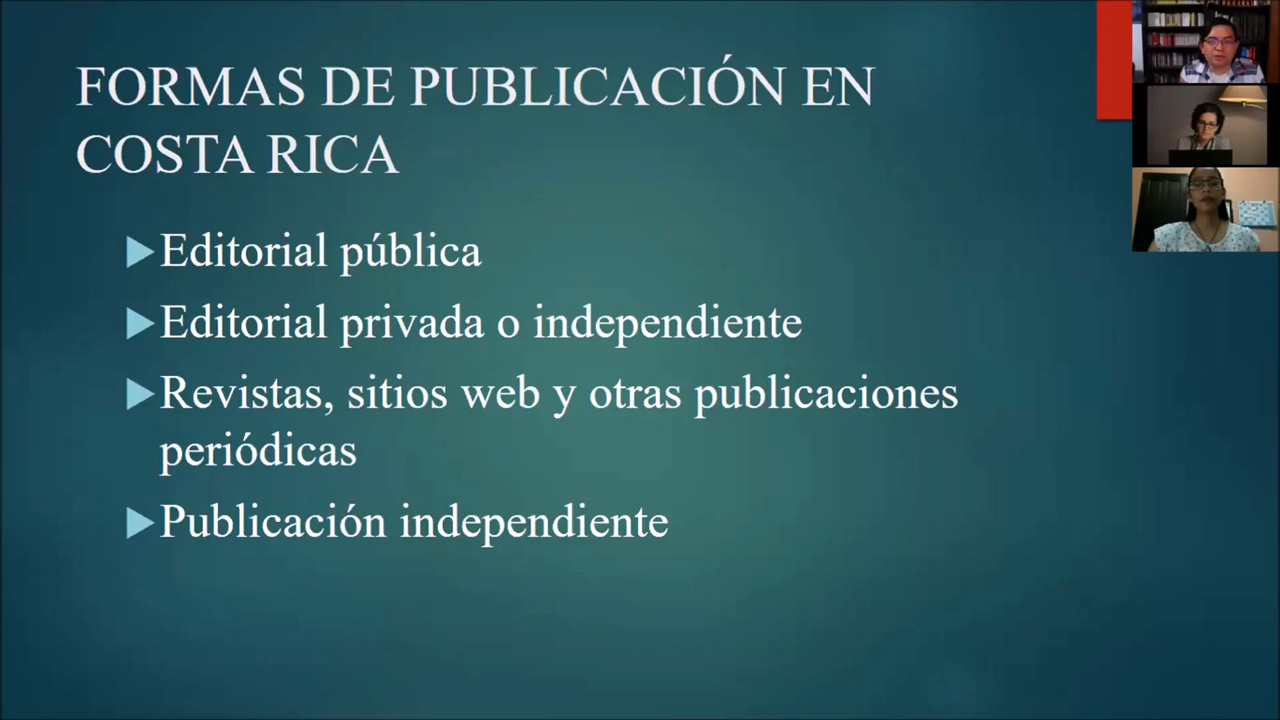 FORMAS DE PUBLICACIÓN EN
COSTA RICA
Editorial pública
Editorial privada o independiente
Revistas, sitios web y otras publicaciones
periódicas
Publicación independiente